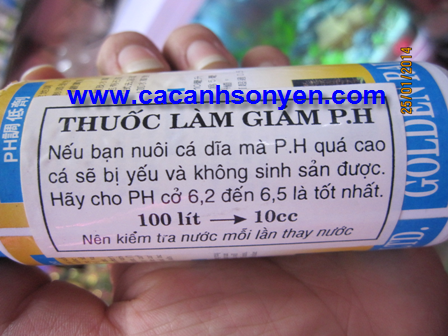 www.cacanhsonyen.com
THUỐC LÀM GIẢM P.H
Nếu bạn nuôi cá dĩa mà P.H quá cao
cá sẽ bị yếu và không sinh sản được.
Hãy cho PH cở 6,2 đến 6,5 là tốt nhất.
100 lít → 10cc
Nên kiểm tra nước mỗi lần thay nước
PH調低劑
GOLDEN
25/01/2014